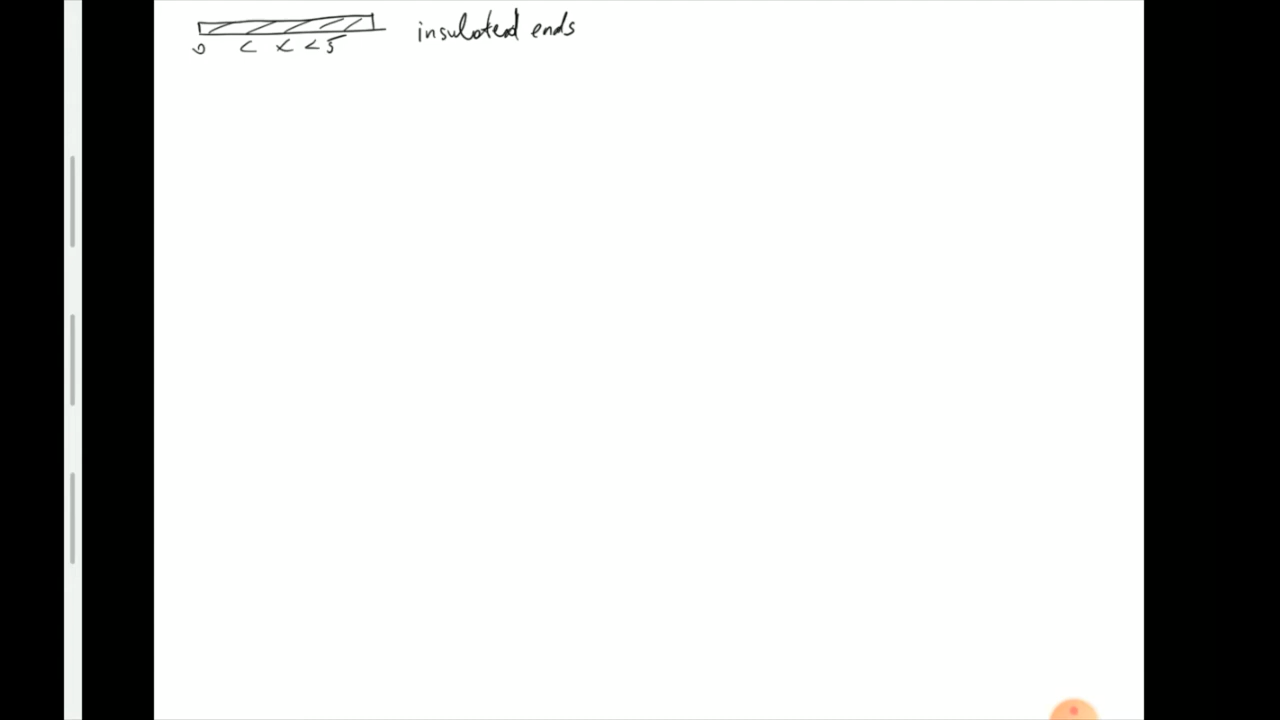 insulated ends
0 < x < 5